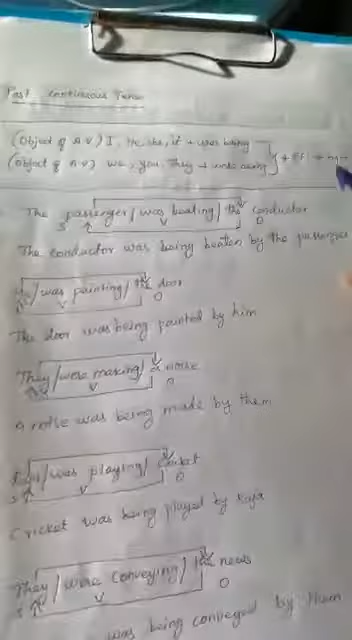 Past continuous Tense
(Object of A.V) I, He, she, it + was being
(Object of A.V) we, you, They + were being
The passenger / was beating / the conductor
S V O
The conductor was being beaten by the passenger
He / was painting / the door
S V O
The door was being painted by him
They / were making / a noise
S V O
A noise was being made by them
Raja / was playing / cricket
S V O
Cricket was being played by Raja
They / were conveying / the news
S V O
was being conveyed by them